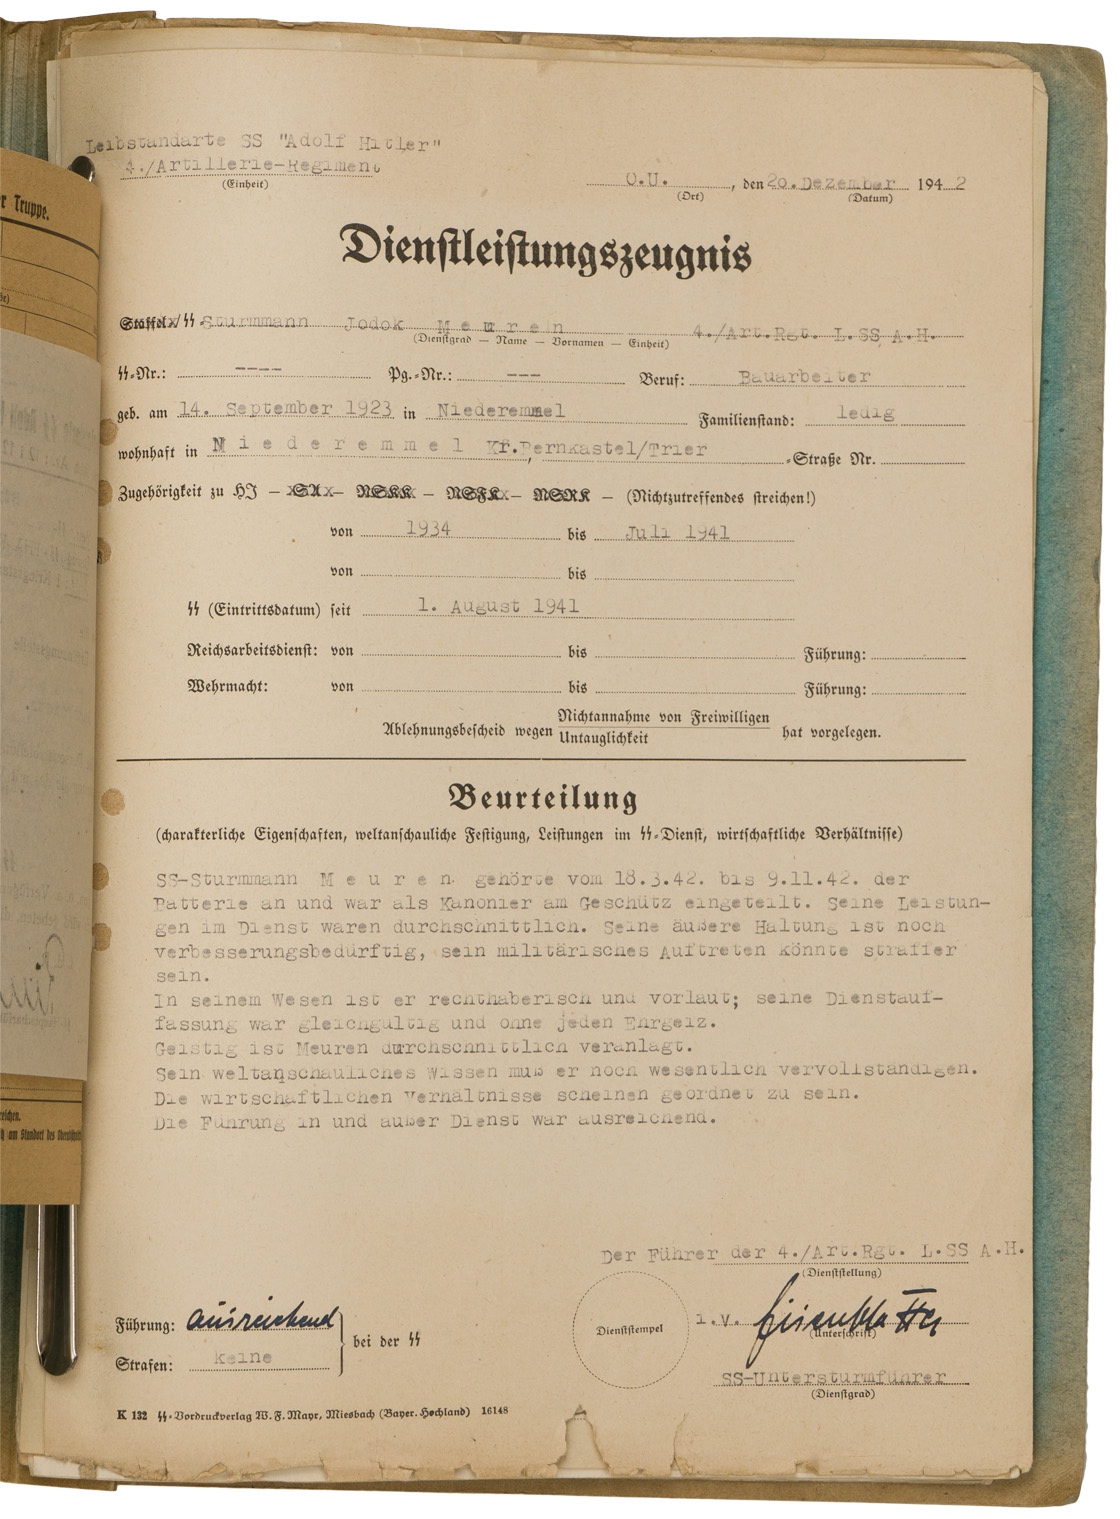 Leibstandarte SS "Adolf Hitler"
4./Artillerie-Regiment
(Einheit)
O.U. , den 20. Dezember 1942
(Ort) (Datum)
r Truppe.
Dienstleistungszeugnis
Staffel-/SS-Sturmmann Jodok Meuren 4./Art.Rgt. L.SS A.H.
(Dienstgrad — Name — Vornamen — Einheit)
SS-Nr.: ---- Pg.-Nr.: --- Beruf: Bauarbeiter
geb. am 14. September 1923 in Niederemmel Familienstand: ledig
wohnhaft in Niederemmel Kr.Bernkastel/Trier -Straße Nr.
Zugehörigkeit zu HJ — SA — NSKK — NSFK — NSRK — (Nichtzutreffendes streichen!)
von 1934 bis Juli 1941
von bis
SS (Eintrittsdatum) seit 1. August 1941
Reichsarbeitsdienst: von bis Führung:
Wehrmacht: von bis Führung:
Ablehnungsbescheid wegen Nichtannahme von Freiwilligen
Untauglichkeit hat vorgelegen.
Beurteilung
(charakterliche Eigenschaften, weltanschauliche Festigung, Leistungen im SS-Dienst, wirtschaftliche Verhältnisse)
SS-Sturmmann M e u r e n gehörte vom 18.3.42. bis 9.11.42. der
Batterie an und war als Kanonier am Geschütz eingeteilt. Seine Leistun-
gen im Dienst waren durchschnittlich. Seine äußere Haltung ist noch
verbesserungsbedürftig, sein militärisches Auftreten könnte straffer
sein.
In seinem Wesen ist er rechthaberisch und vorlaut; seine Dienstauf-
fassung war gleichgültig und ohne jeden Ehrgeiz.
Geistig ist Meuren durchschnittlich veranlagt.
Sein weltanschauliches Wissen muß er noch wesentlich vervollständigen.
Die wirtschaftlichen Verhältnisse scheinen geordnet zu sein.
Die Führung in und außer Dienst war ausreichend.
Der Führer der 4./Art.Rgt. L.SS A.H.
(Dienststellung)
Führung: ausreichend
Strafen: keine
bei der SS
Dienststempel
I.V.
(Unterschrift)
SS-Untersturmführer
(Dienstgrad)
K 132 SS-Vordruckverlag W. F. Mayr, Miesbach (Bayer. Hochland) 16148